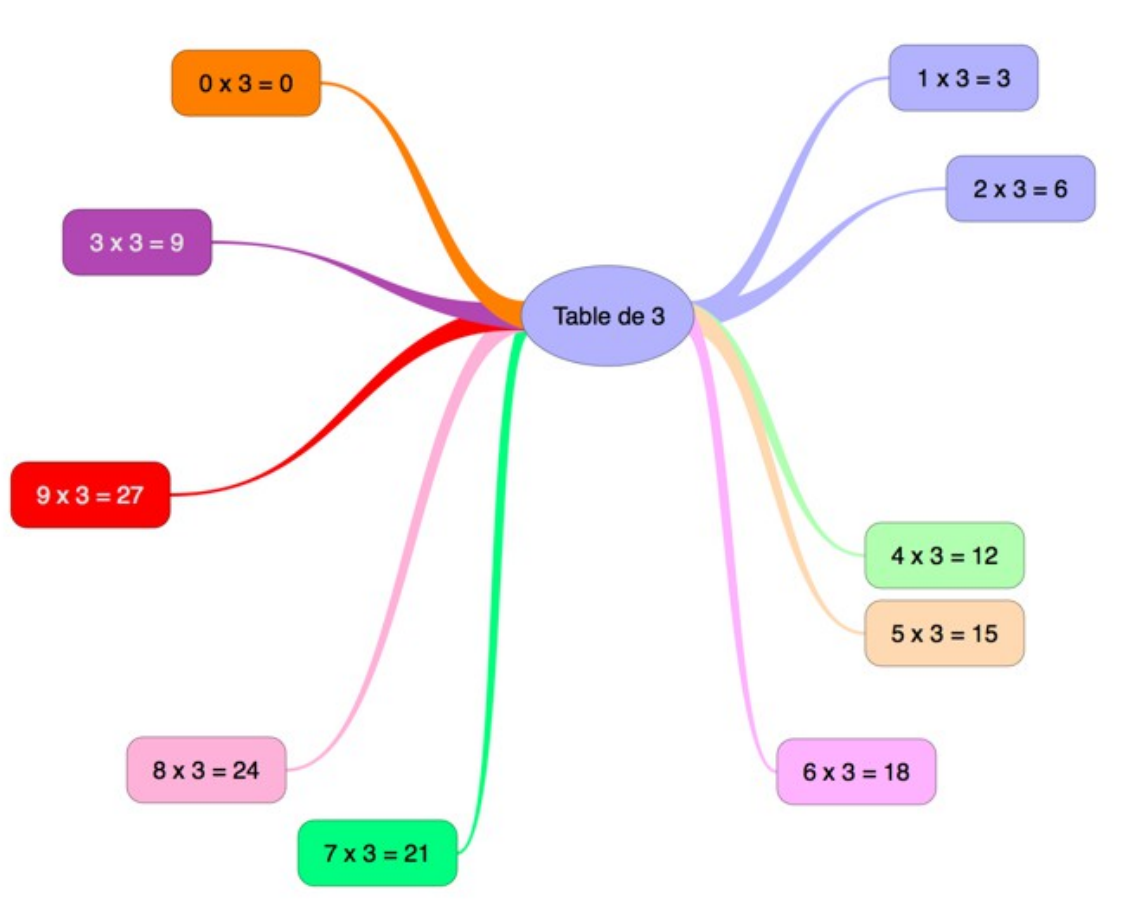 0 x 3 = 0
1 x 3 = 3
2 x 3 = 6
3 x 3 = 9
Table de 3
9 x 3 = 27
4 x 3 = 12
5 x 3 = 15
8 x 3 = 24
6 x 3 = 18
7 x 3 = 21